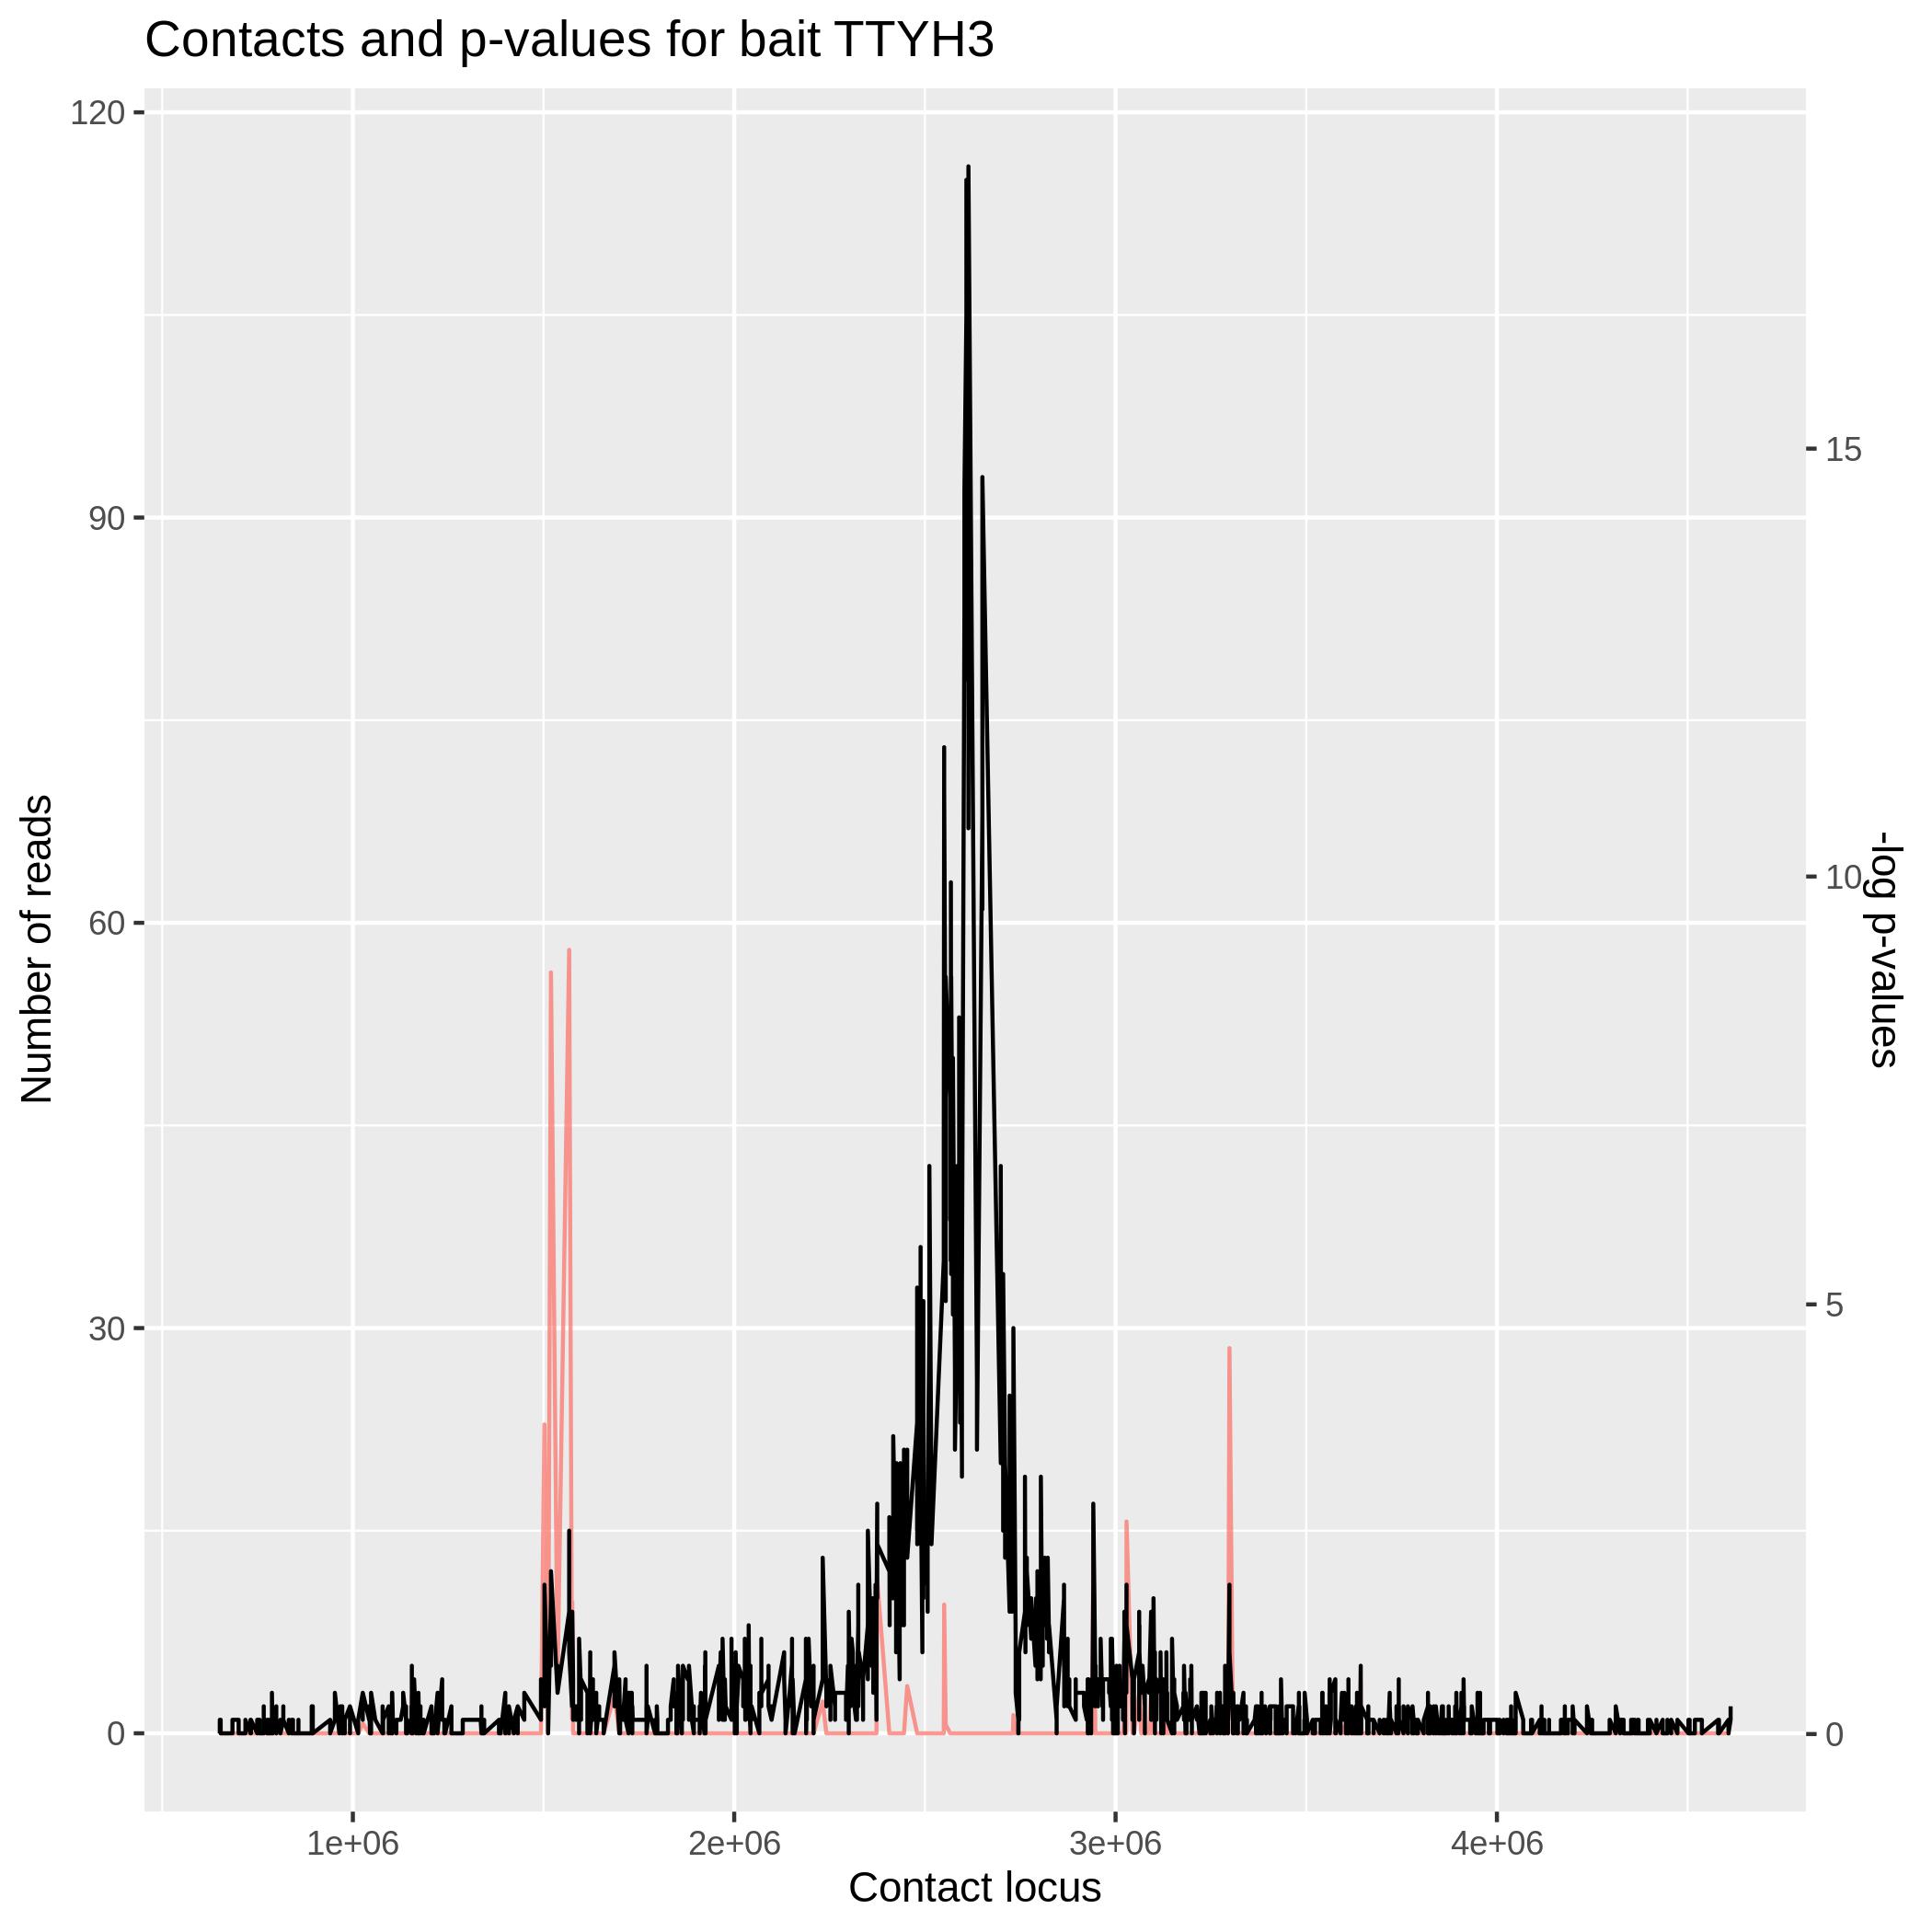 Contacts and p-values for bait TTYH3
120
90
60
30
0
Number of reads
15
10
5
0
-log p-values
1e+06
2e+06
3e+06
4e+06
Contact locus